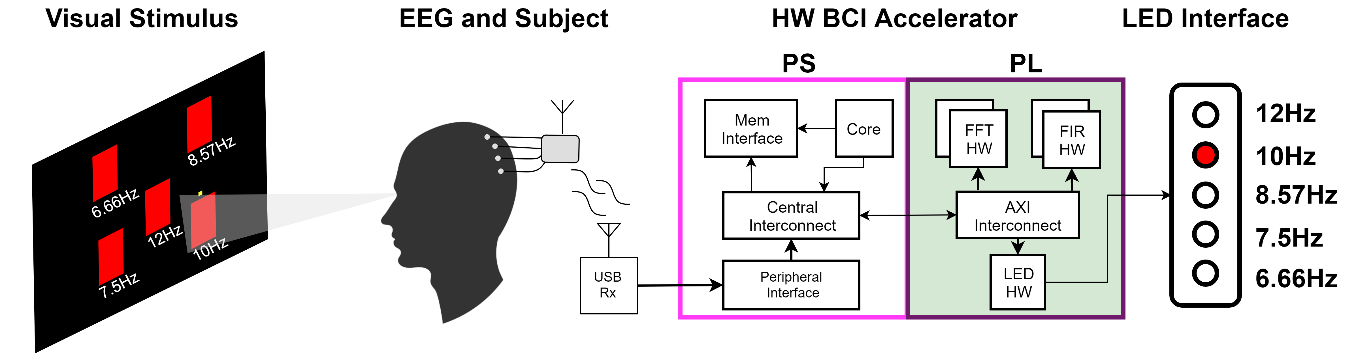 Visual Stimulus
EEG and Subject
HW BCI Accelerator
LED Interface
PS
PL
8.57Hz
6.66Hz
12Hz
10Hz
7.5Hz
USB
Rx
Mem
Interface
Core
Central
Interconnect
Peripheral
Interface
FFT
HW
FIR
HW
AXI
Interconnect
LED
HW
12Hz
10Hz
8.57Hz
7.5Hz
6.66Hz